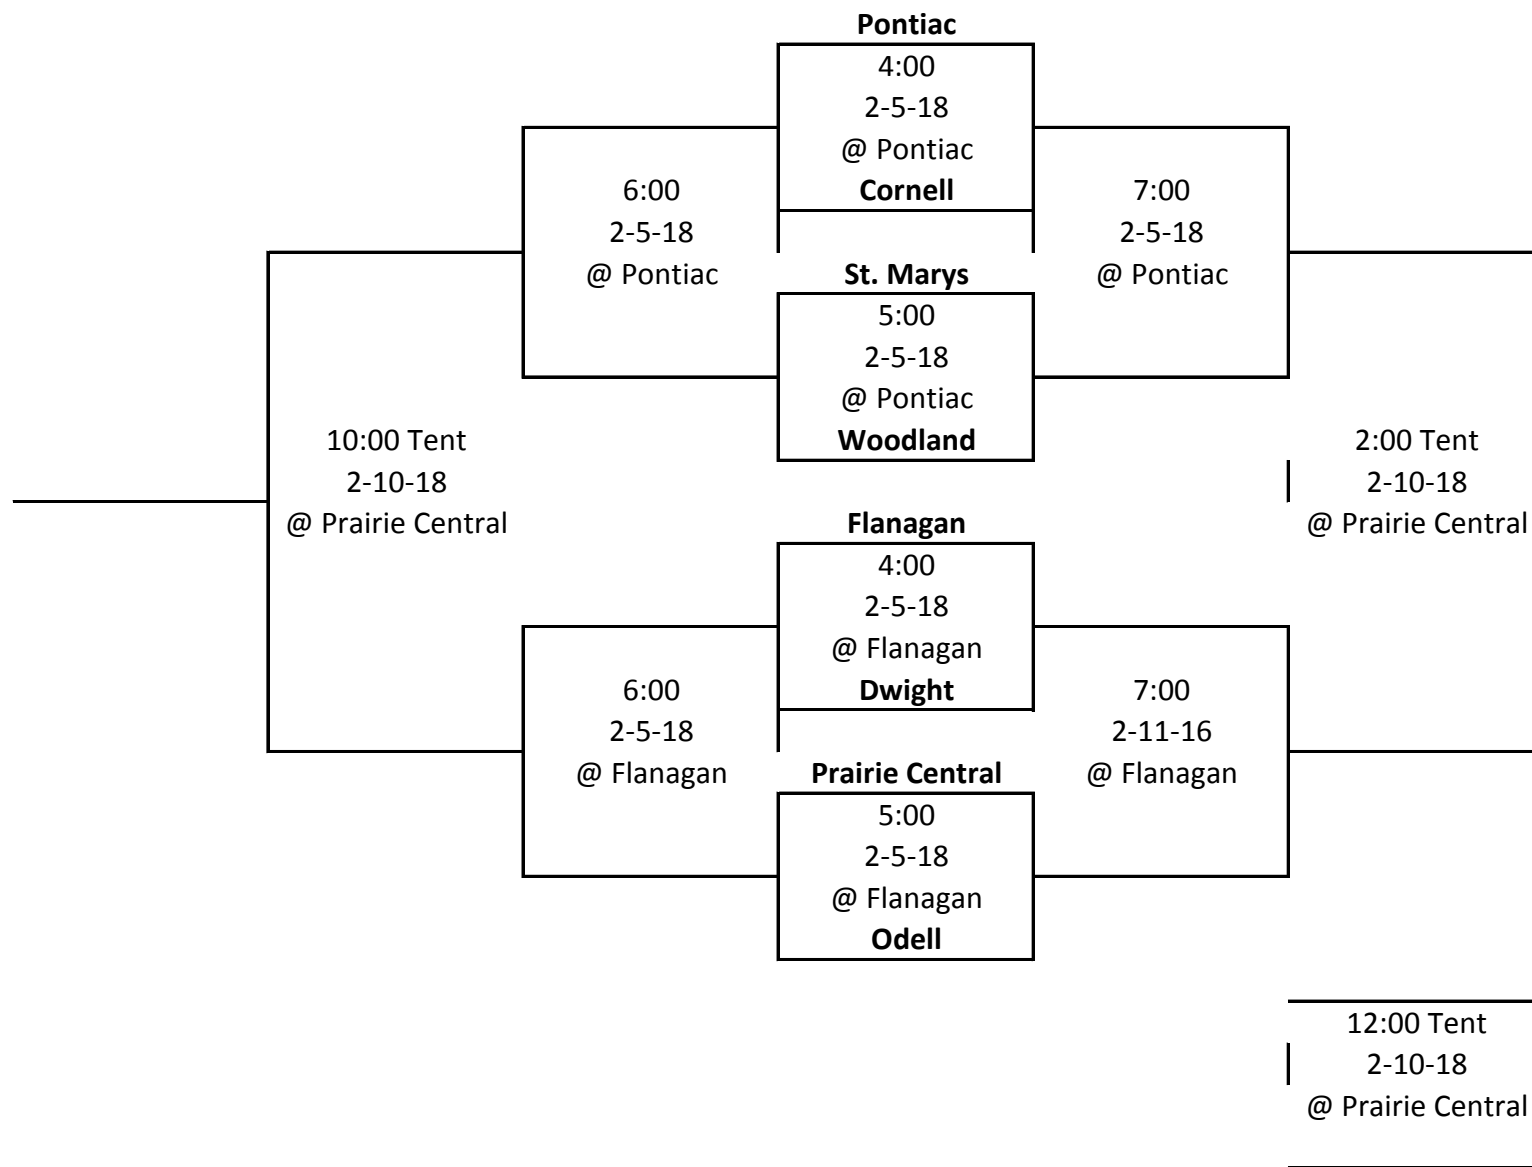 Pontiac
4:00
2-5-18
@ Pontiac
Cornell
6:00
2-5-18
@ Pontiac
7:00
2-5-18
@ Pontiac
St. Marys
5:00
2-5-18
@ Pontiac
Woodland
10:00 Tent
2-10-18
@ Prairie Central
2:00 Tent
2-10-18
@ Prairie Central
Flanagan
4:00
2-5-18
@ Flanagan
Dwight
6:00
2-5-18
@ Flanagan
7:00
2-11-16
@ Flanagan
Prairie Central
5:00
2-5-18
@ Flanagan
Odell
12:00 Tent
2-10-18
@ Prairie Central